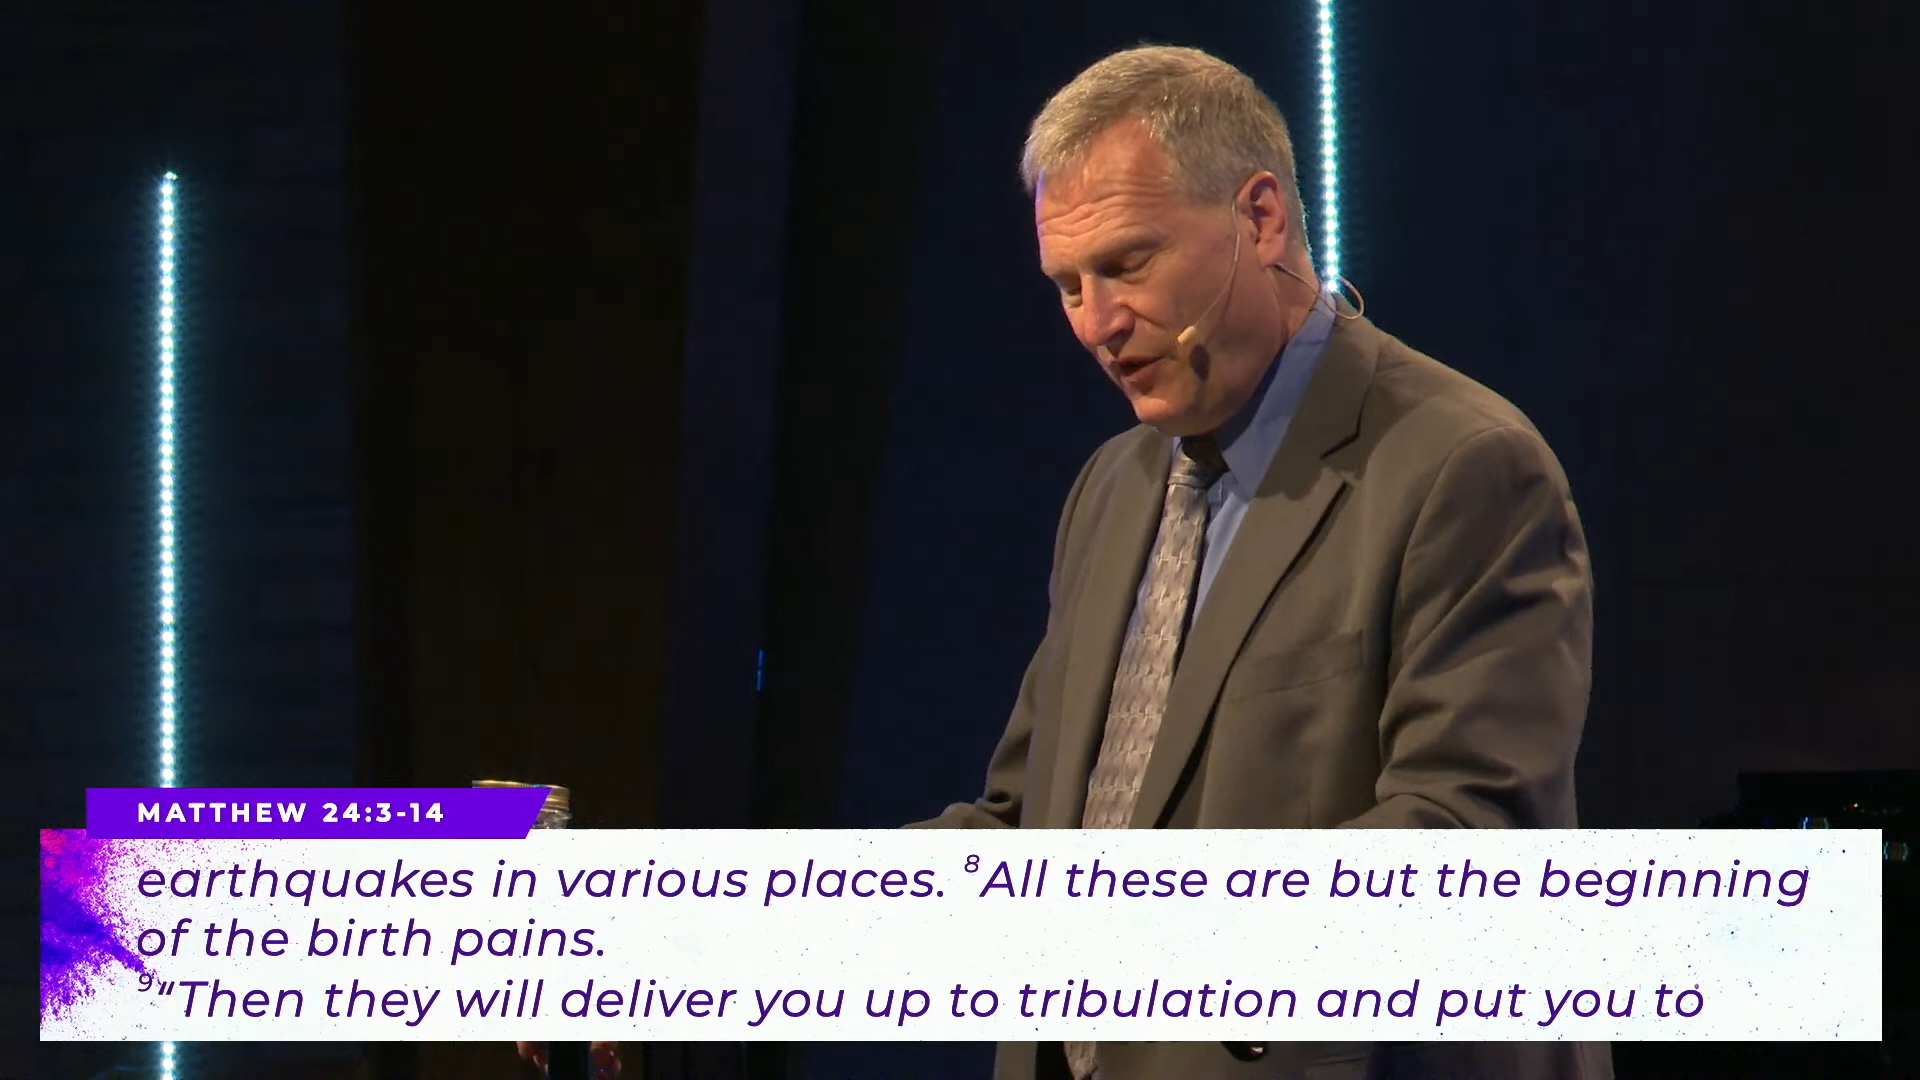 MATTHEW 24:3-14
earthquakes in various places. ⁸All these are but the beginning
of the birth pains.
⁹“Then they will deliver you up to tribulation and put you to